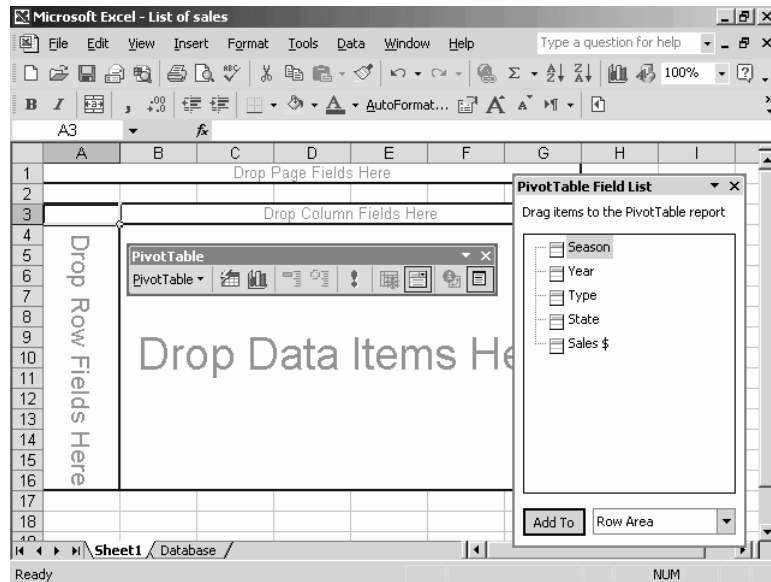 Microsoft Excel - List of sales
File Edit View Insert Format Tools Data Window Help Type a question for help
Σ 100%
B I , A AutoFormat... A A
A3 fx
A B C D E F G H I
1 Drop Page Fields Here
2
3 Drop Column Fields Here
4
5
6
7
8
9
10
11
12
13
14
15
16
17
18
Drop Row Fields Here
Drop Data Items He
PivotTable
PivotTable
PivotTable Field List
Drag items to the PivotTable report
Season
Year
Type
State
Sales $
Add To Row Area
Sheet1 Database
Ready NUM